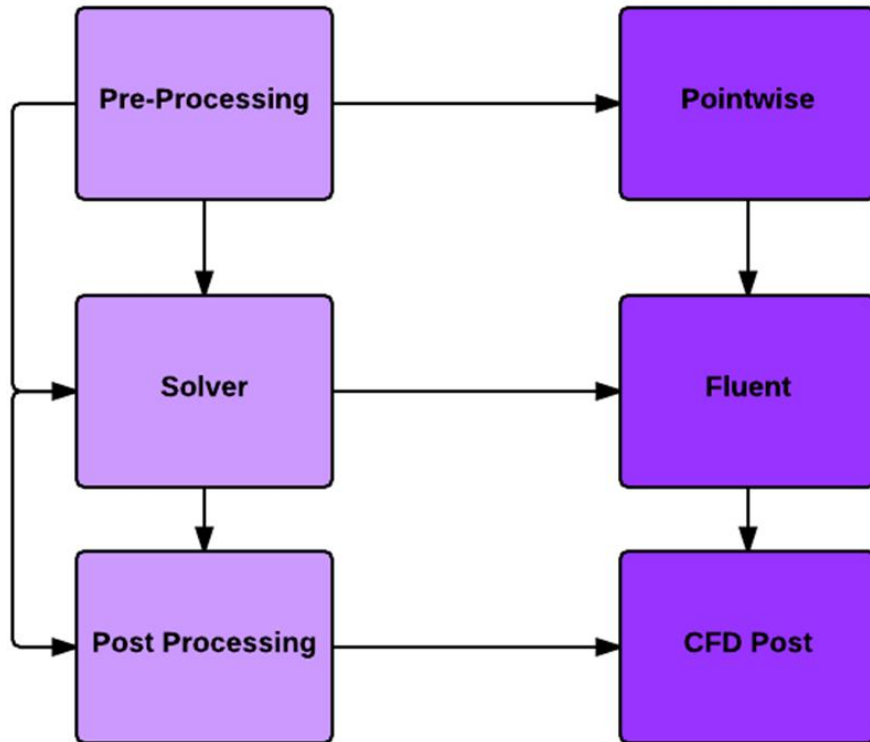 Pre-Processing
Pointwise
Solver
Fluent
Post Processing
CFD Post